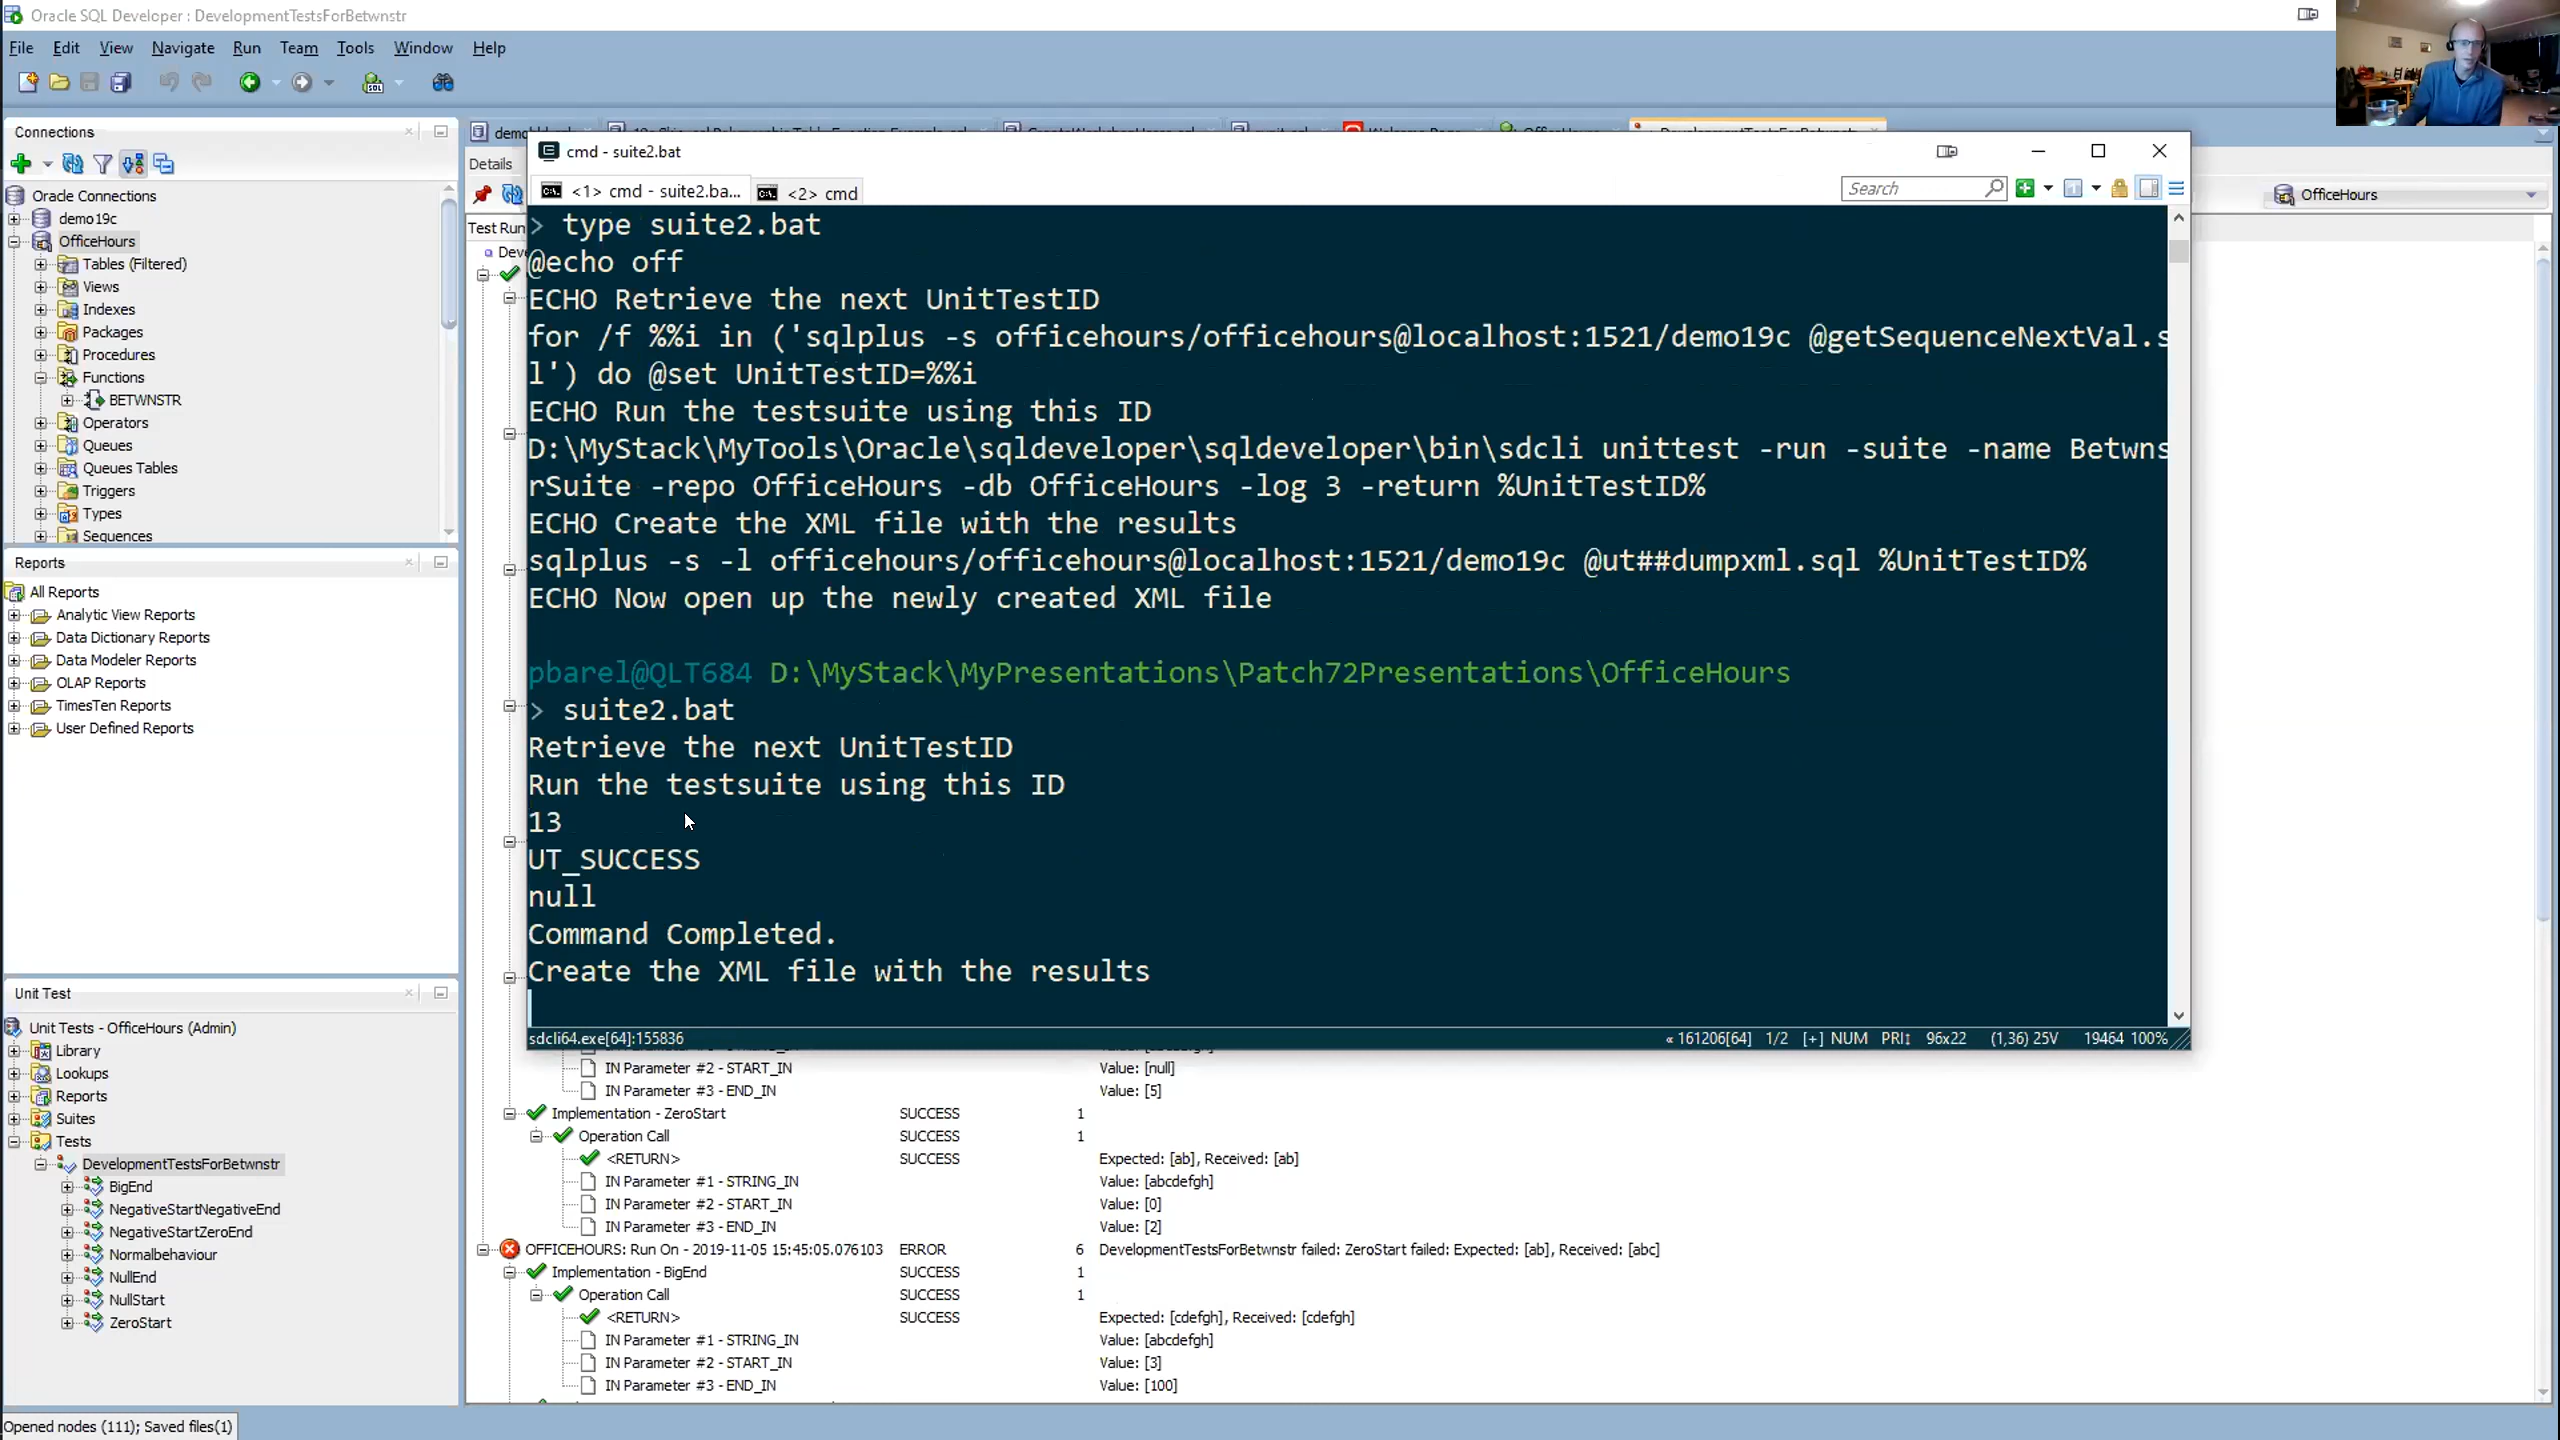 Oracle SQL Developer : DevelopmentTestsForBetwnstr
File Edit View Navigate Run Team Tools Window Help
Connections
Oracle Connections
demo19c
OfficeHours
Tables (Filtered)
Views
Indexes
Packages
Procedures
Functions
BETWNSTR
Operators
Queues
Queues Tables
Triggers
Types
Sequences
Reports
All Reports
Analytic View Reports
Data Dictionary Reports
Data Modeler Reports
OLAP Reports
TimesTen Reports
User Defined Reports
Unit Test
Unit Tests - OfficeHours (Admin)
Library
Lookups
Reports
Suites
Tests
DevelopmentTestsForBetwnstr
BigEnd
NegativeStartNegativeEnd
NegativeStartZeroEnd
Normalbehaviour
NullEnd
NullStart
ZeroStart
Opened nodes (111); Saved files(1)
Details
Test Run
OfficeHours
cmd - suite2.bat
<1> cmd - suite2.ba... <2> cmd
Search
> type suite2.bat
@echo off
ECHO Retrieve the next UnitTestID
for /f %%i in ('sqlplus -s officehours/officehours@localhost:1521/demo19c @getSequenceNextVal.s
l') do @set UnitTestID=%%i
ECHO Run the testsuite using this ID
D:\MyStack\MyTools\Oracle\sqldeveloper\sqldeveloper\bin\sdcli unittest -run -suite -name Betwns
rSuite -repo OfficeHours -db OfficeHours -log 3 -return %UnitTestID%
ECHO Create the XML file with the results
sqlplus -s -l officehours/officehours@localhost:1521/demo19c @ut##dumpxml.sql %UnitTestID%
ECHO Now open up the newly created XML file
pbarel@QLT684 D:\MyStack\MyPresentations\Patch72Presentations\OfficeHours
> suite2.bat
Retrieve the next UnitTestID
Run the testsuite using this ID
13
UT_SUCCESS
null
Command Completed.
Create the XML file with the results
sdcli64.exe[64]:155836 « 161206[64] 1/2 [+] NUM PRI↕ 96x22 (1,36) 25V 19464 100%
IN Parameter #2 - START_IN Value: [null]
IN Parameter #3 - END_IN Value: [5]
Implementation - ZeroStart SUCCESS 1
Operation Call SUCCESS 1
<RETURN> SUCCESS Expected: [ab], Received: [ab]
IN Parameter #1 - STRING_IN Value: [abcdefgh]
IN Parameter #2 - START_IN Value: [0]
IN Parameter #3 - END_IN Value: [2]
OFFICEHOURS: Run On - 2019-11-05 15:45:05.076103 ERROR 6 DevelopmentTestsForBetwnstr failed: ZeroStart failed: Expected: [ab], Received: [abc]
Implementation - BigEnd SUCCESS 1
Operation Call SUCCESS 1
<RETURN> SUCCESS Expected: [cdefgh], Received: [cdefgh]
IN Parameter #1 - STRING_IN Value: [abcdefgh]
IN Parameter #2 - START_IN Value: [3]
IN Parameter #3 - END_IN Value: [100]